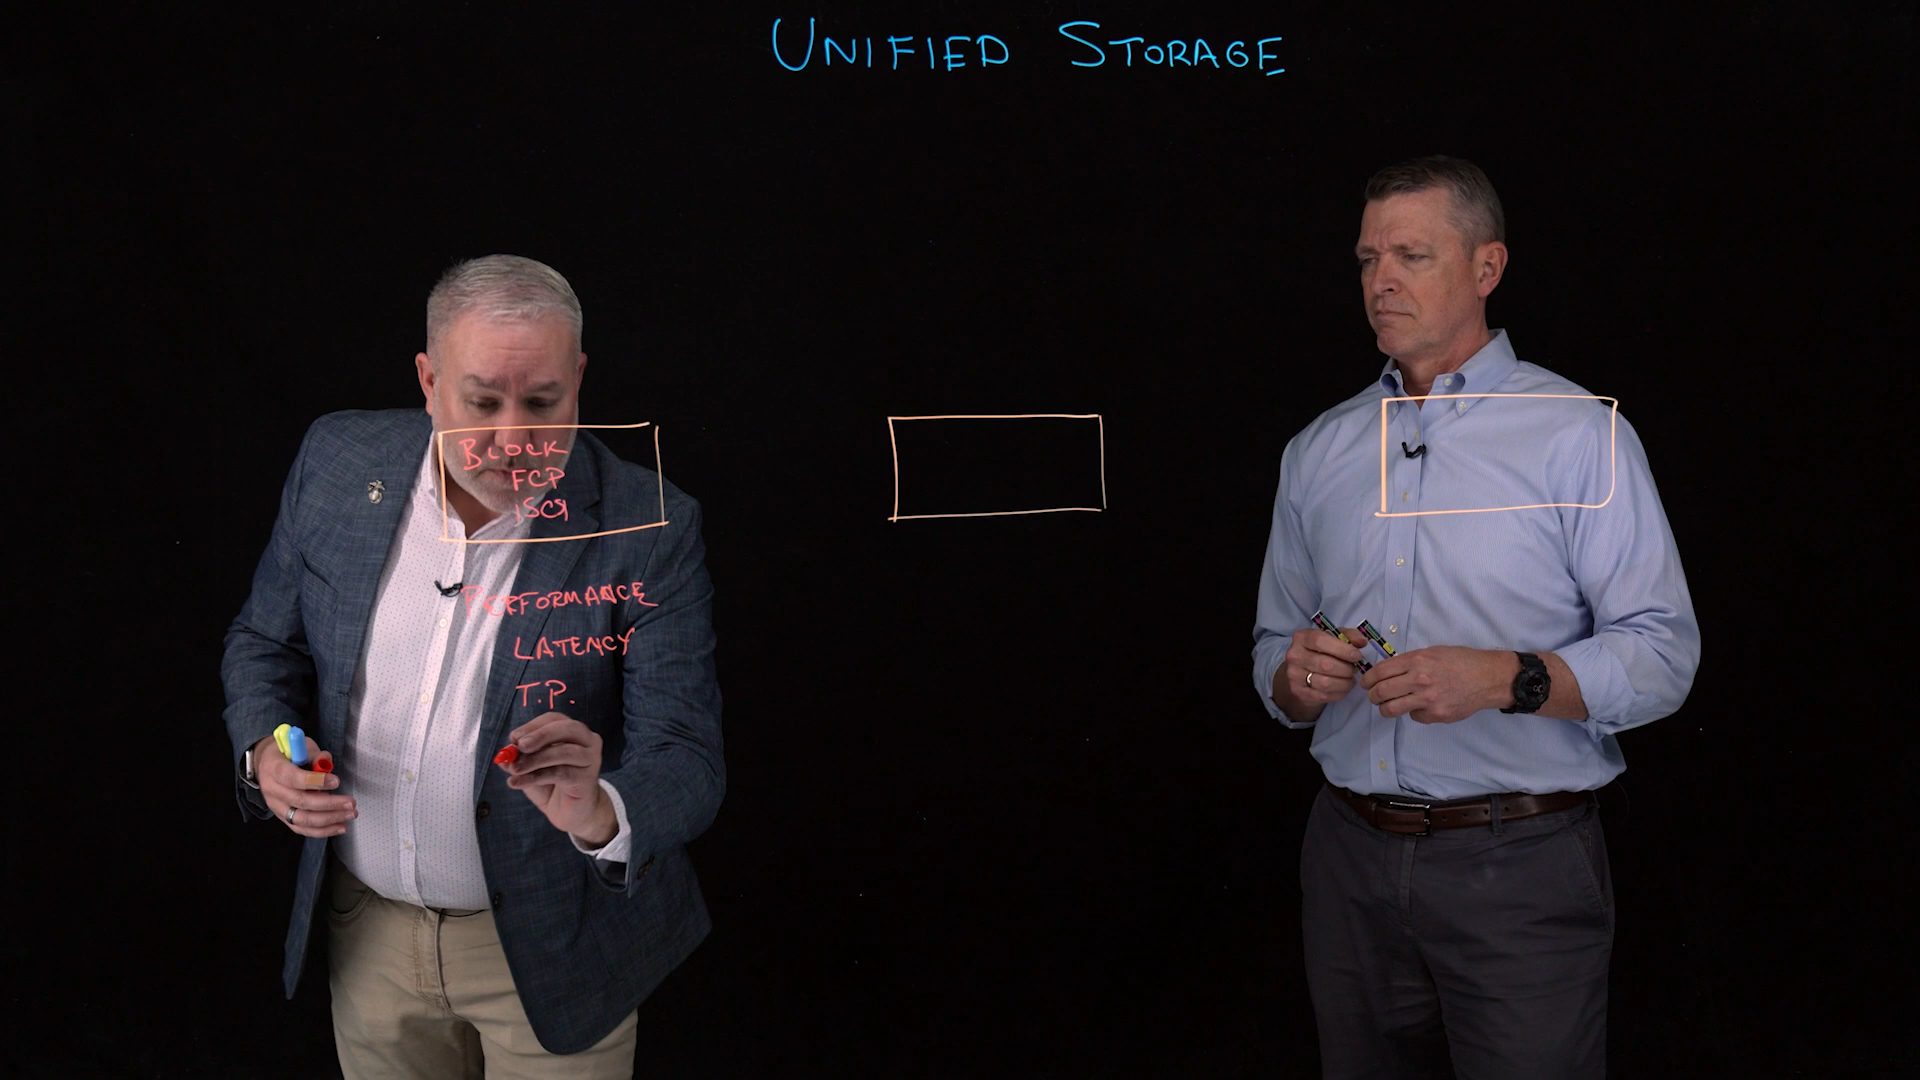 UNIFIED STORAGE
BLOCK
FCP
iSCSI
PERFORMANCE
LATENCY
T.P.